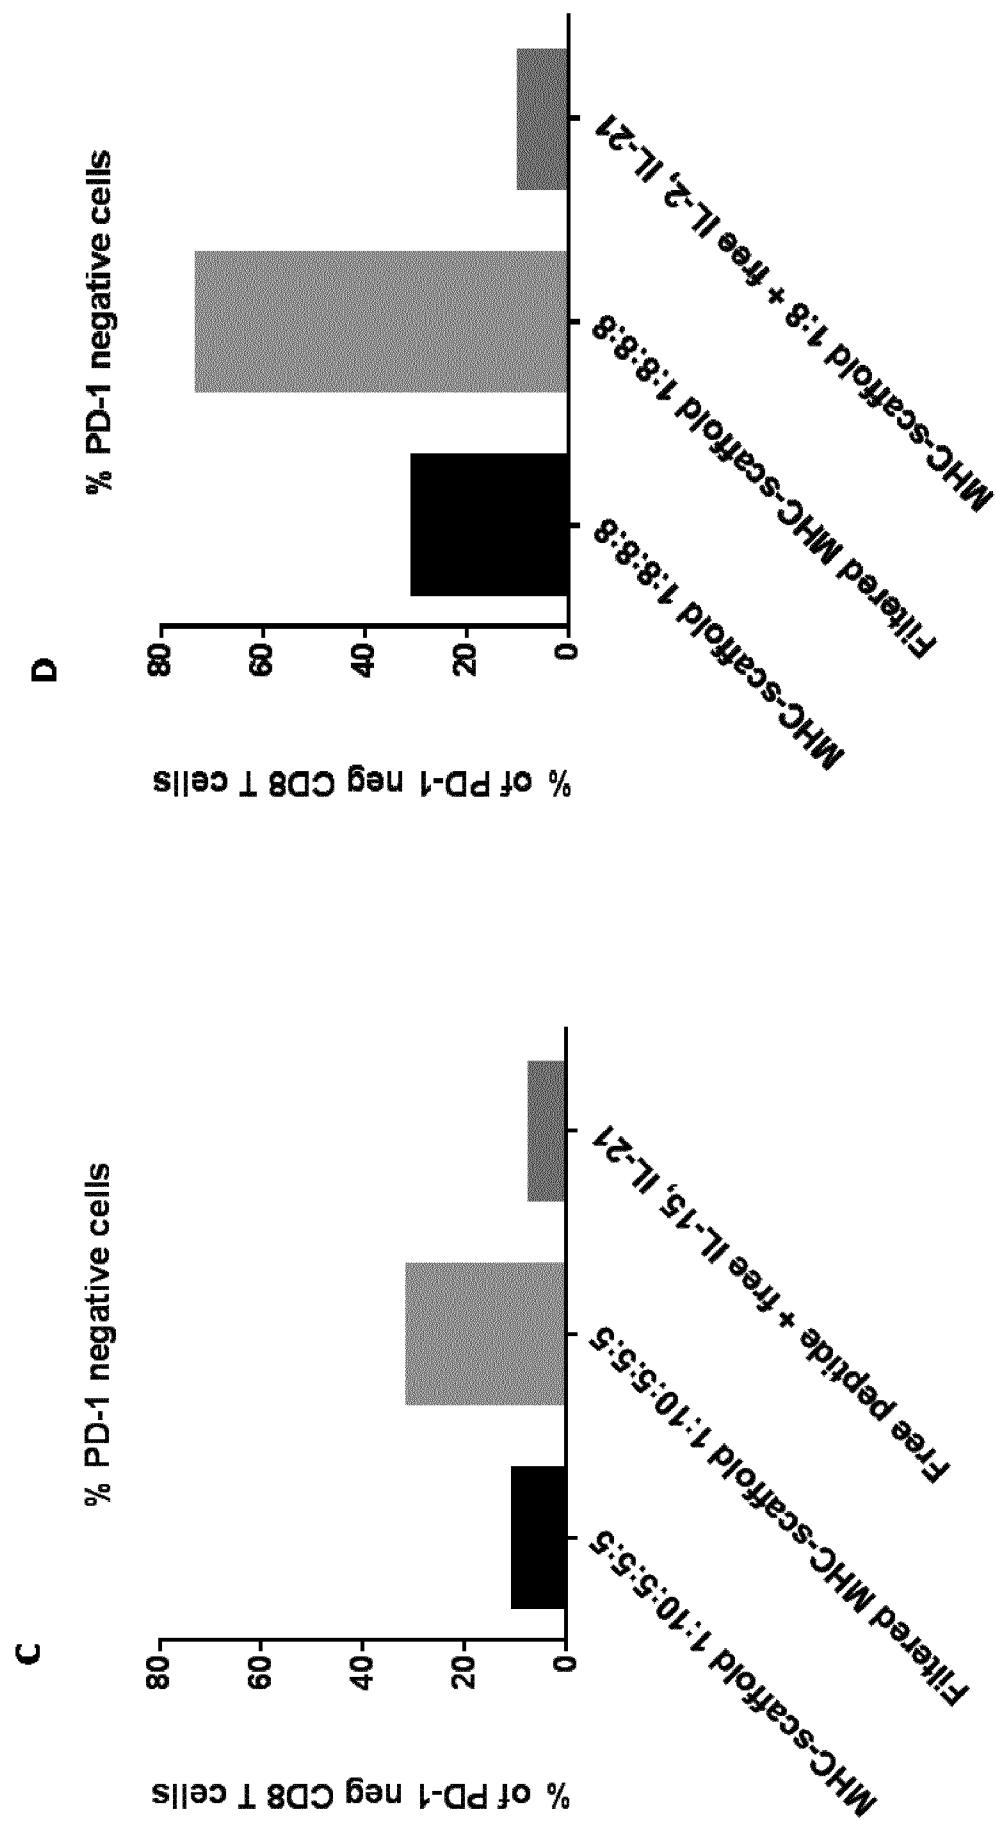 C
% PD-1 negative cells
% of PD-1 neg CD8 T cells
80
60
40
20
0
MHC-scaffold 1:10:5:5:5
Filtered MHC-scaffold 1:10:5:5:5
Free peptide + free IL-15, IL-21
D
% PD-1 negative cells
% of PD-1 neg CD8 T cells
80
60
40
20
0
MHC-scaffold 1:8:8:8
Filtered MHC-scaffold 1:8:8:8
MHC-scaffold 1:8 + free IL-2, IL-21